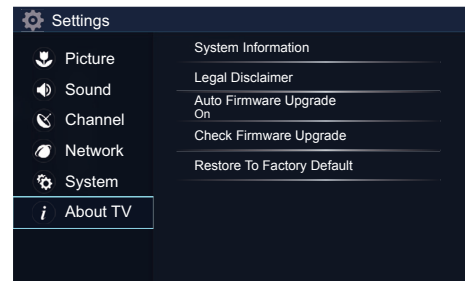 Settings
Picture
Sound
Channel
Network
System
i About TV
System Information
Legal Disclaimer
Auto Firmware Upgrade
On
Check Firmware Upgrade
Restore To Factory Default